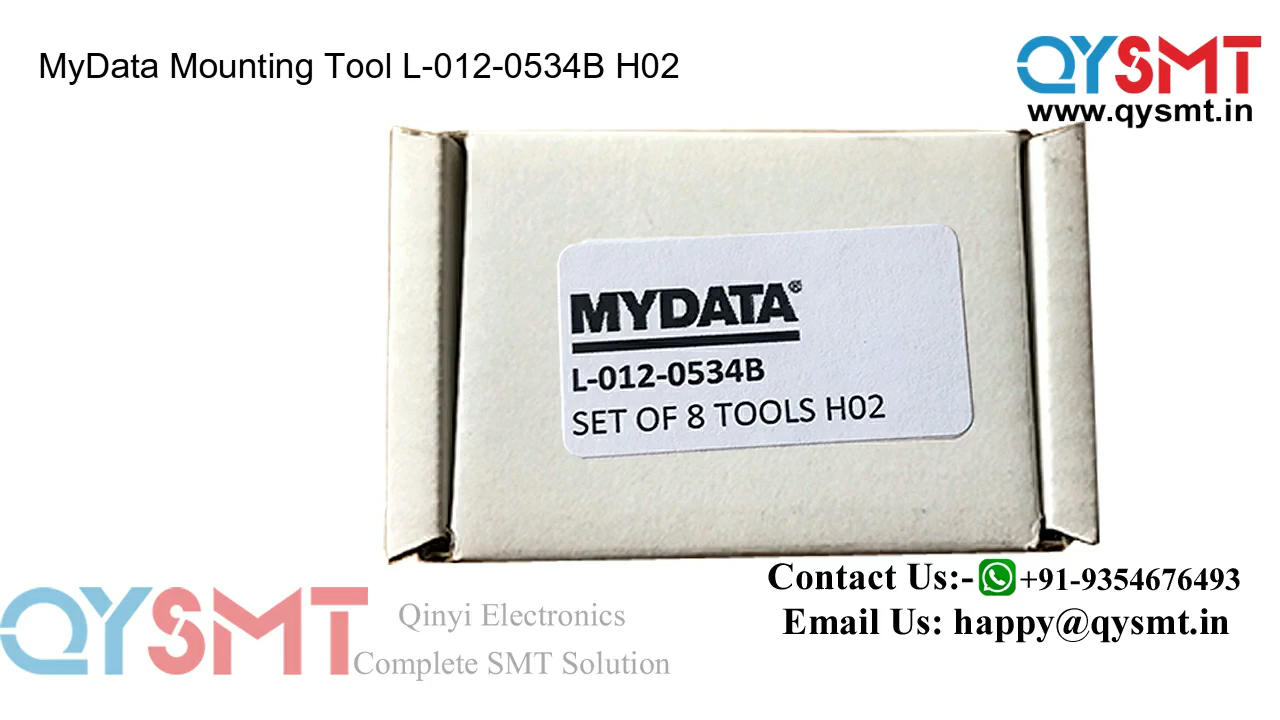 MyData Mounting Tool L-012-0534B H02
QYSMT
www.qysmt.in
MYDATA®
L-012-0534B
SET OF 8 TOOLS H02
Contact Us:- +91-9354676493
Email Us: happy@qysmt.in
QYSMT
Qinyi Electronics
Complete SMT Solution